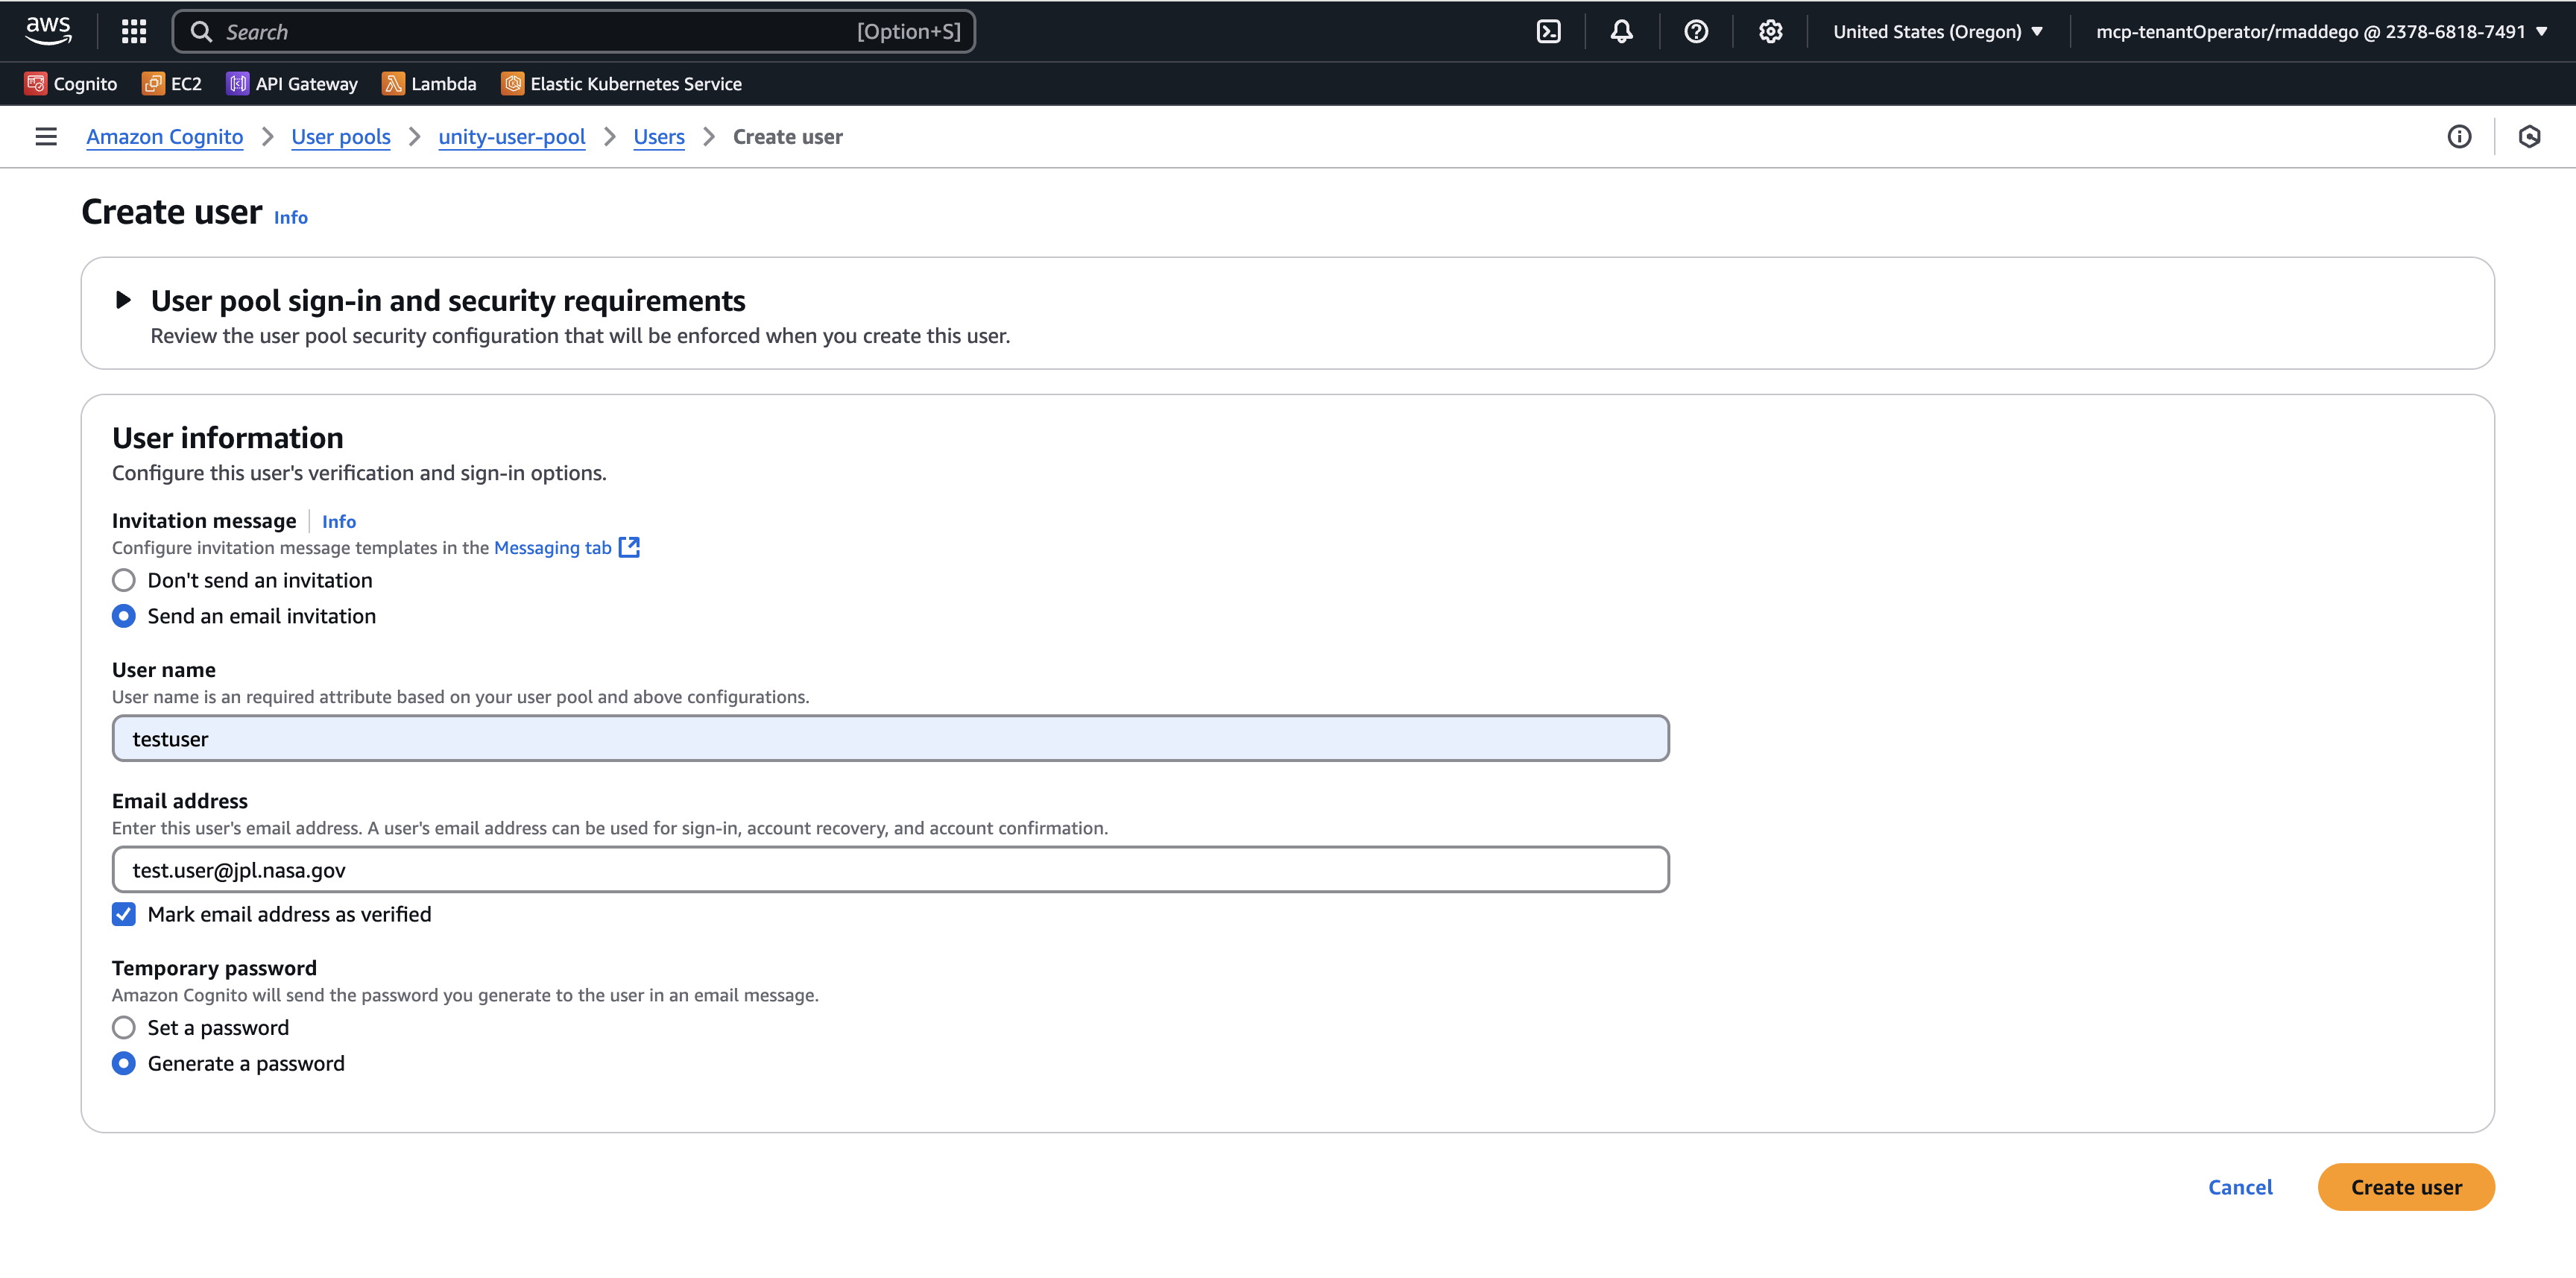 aws
Search [Option+S] United States (Oregon) mcp-tenantOperator/rmaddego @ 2378-6818-7491
Cognito EC2 API Gateway Lambda Elastic Kubernetes Service
Amazon Cognito > User pools > unity-user-pool > Users > Create user
Create user Info
User pool sign-in and security requirements
Review the user pool security configuration that will be enforced when you create this user.
User information
Configure this user's verification and sign-in options.
Invitation message Info
Configure invitation message templates in the Messaging tab
Don't send an invitation
Send an email invitation
User name
User name is an required attribute based on your user pool and above configurations.
testuser
Email address
Enter this user's email address. A user's email address can be used for sign-in, account recovery, and account confirmation.
test.user@jpl.nasa.gov
Mark email address as verified
Temporary password
Amazon Cognito will send the password you generate to the user in an email message.
Set a password
Generate a password
Cancel Create user